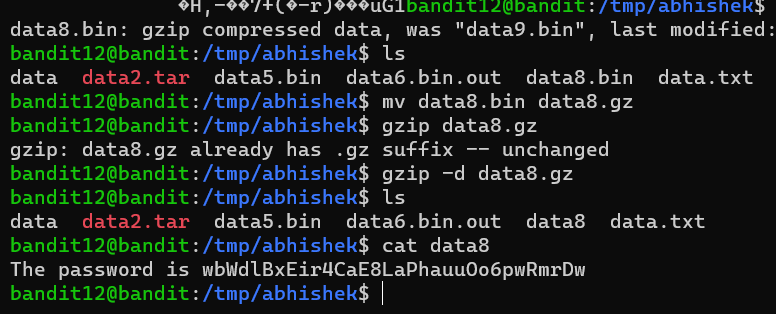 �H,-��7/+(�-r)���uG1bandit12@bandit:/tmp/abhishek$
data8.bin: gzip compressed data, was "data9.bin", last modified:
bandit12@bandit:/tmp/abhishek$ ls
data  data2.tar  data5.bin  data6.bin.out  data8.bin  data.txt
bandit12@bandit:/tmp/abhishek$ mv data8.bin data8.gz
bandit12@bandit:/tmp/abhishek$ gzip data8.gz
gzip: data8.gz already has .gz suffix -- unchanged
bandit12@bandit:/tmp/abhishek$ gzip -d data8.gz
bandit12@bandit:/tmp/abhishek$ ls
data  data2.tar  data5.bin  data6.bin.out  data8  data.txt
bandit12@bandit:/tmp/abhishek$ cat data8
The password is wbWdlBxEir4CaE8LaPhauuOo6pwRmrDw
bandit12@bandit:/tmp/abhishek$